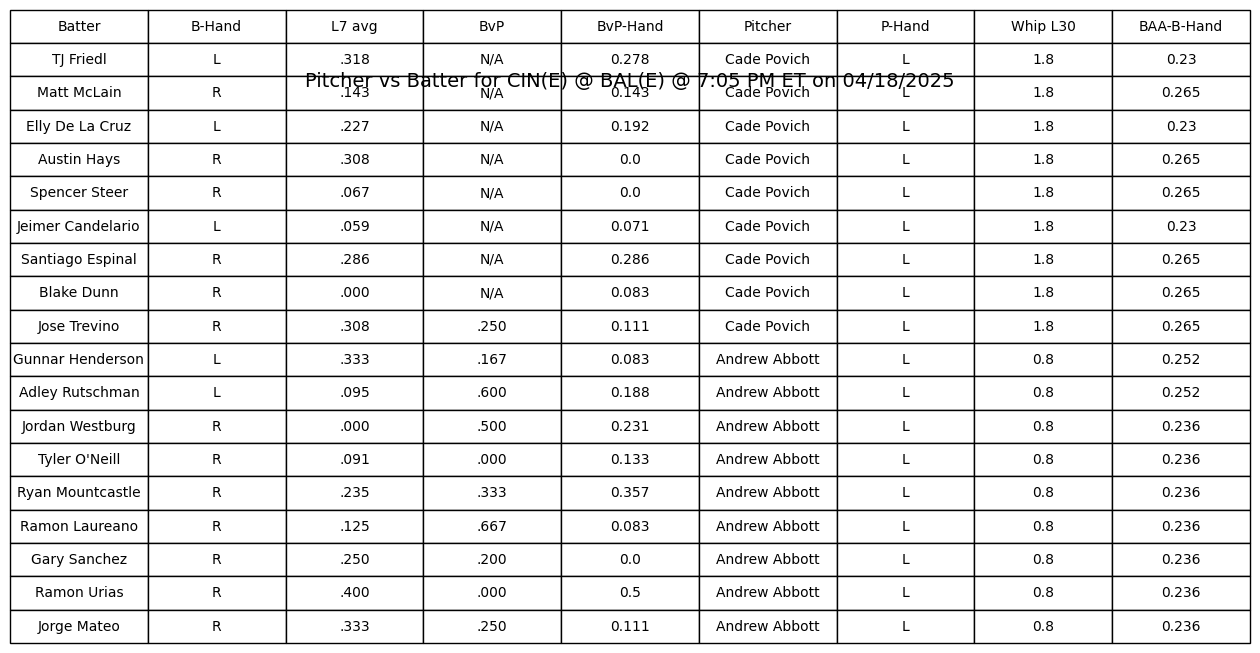 Batter B-Hand L7 avg BvP BvP-Hand Pitcher P-Hand Whip L30 BAA-B-Hand
TJ Friedl L .318 N/A 0.278 Cade Povich L 1.8 0.23
Pitcher vs Batter for CIN(E) @ BAL(E) @ 7:05 PM ET on 04/18/2025
Matt McLain R .143 N/A 0.143 Cade Povich L 1.8 0.265
Elly De La Cruz L .227 N/A 0.192 Cade Povich L 1.8 0.23
Austin Hays R .308 N/A 0.0 Cade Povich L 1.8 0.265
Spencer Steer R .067 N/A 0.0 Cade Povich L 1.8 0.265
Jeimer Candelario L .059 N/A 0.071 Cade Povich L 1.8 0.23
Santiago Espinal R .286 N/A 0.286 Cade Povich L 1.8 0.265
Blake Dunn R .000 N/A 0.083 Cade Povich L 1.8 0.265
Jose Trevino R .308 .250 0.111 Cade Povich L 1.8 0.265
Gunnar Henderson L .333 .167 0.083 Andrew Abbott L 0.8 0.252
Adley Rutschman L .095 .600 0.188 Andrew Abbott L 0.8 0.252
Jordan Westburg R .000 .500 0.231 Andrew Abbott L 0.8 0.236
Tyler O'Neill R .091 .000 0.133 Andrew Abbott L 0.8 0.236
Ryan Mountcastle R .235 .333 0.357 Andrew Abbott L 0.8 0.236
Ramon Laureano R .125 .667 0.083 Andrew Abbott L 0.8 0.236
Gary Sanchez R .250 .200 0.0 Andrew Abbott L 0.8 0.236
Ramon Urias R .400 .000 0.5 Andrew Abbott L 0.8 0.236
Jorge Mateo R .333 .250 0.111 Andrew Abbott L 0.8 0.236